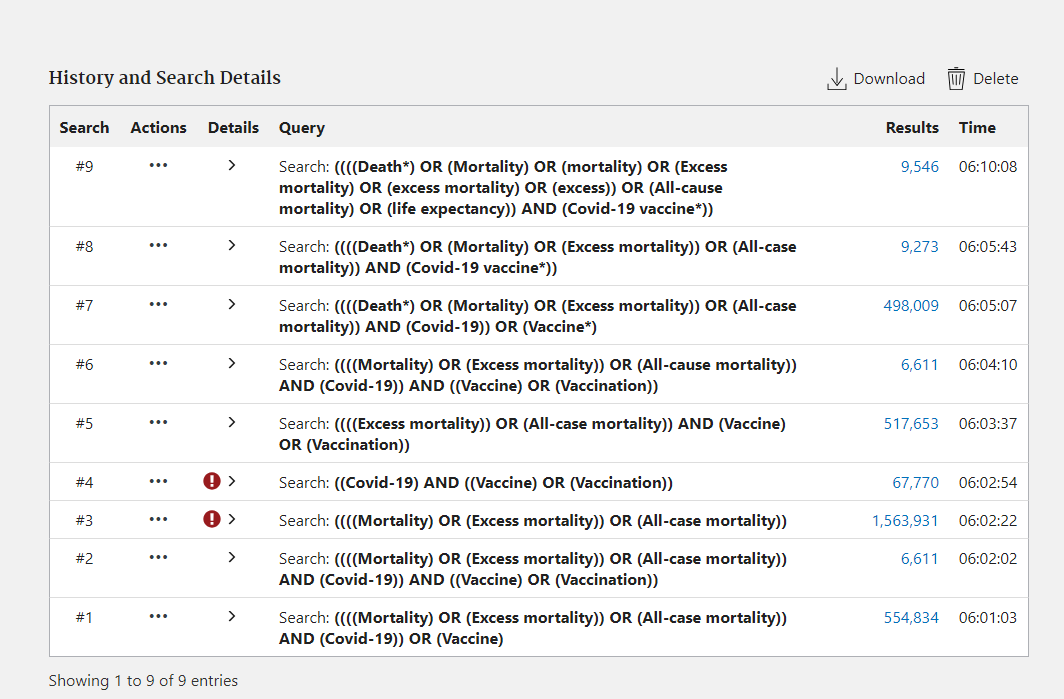 History and Search Details
Download
Delete
Search Actions Details Query Results Time
#9 ••• Search: ((((Death*) OR (Mortality) OR (mortality) OR (Excess 9,546 06:10:08
mortality) OR (excess mortality) OR (excess)) OR (All-cause
mortality) OR (life expectancy)) AND (Covid-19 vaccine*))
#8 ••• Search: ((((Death*) OR (Mortality) OR (Excess mortality)) OR (All-case 9,273 06:05:43
mortality)) AND (Covid-19 vaccine*))
#7 ••• Search: ((((Death*) OR (Mortality) OR (Excess mortality)) OR (All-case 498,009 06:05:07
mortality)) AND (Covid-19)) OR (Vaccine*)
#6 ••• Search: ((((Mortality) OR (Excess mortality)) OR (All-cause mortality)) 6,611 06:04:10
AND (Covid-19)) AND ((Vaccine) OR (Vaccination))
#5 ••• Search: ((((Excess mortality)) OR (All-case mortality)) AND (Vaccine) 517,653 06:03:37
OR (Vaccination))
#4 ••• Search: ((Covid-19) AND ((Vaccine) OR (Vaccination)) 67,770 06:02:54
#3 ••• Search: ((((Mortality) OR (Excess mortality)) OR (All-case mortality)) 1,563,931 06:02:22
#2 ••• Search: ((((Mortality) OR (Excess mortality)) OR (All-case mortality)) 6,611 06:02:02
AND (Covid-19)) AND ((Vaccine) OR (Vaccination))
#1 ••• Search: ((((Mortality) OR (Excess mortality)) OR (All-case mortality)) 554,834 06:01:03
AND (Covid-19)) OR (Vaccine)
Showing 1 to 9 of 9 entries